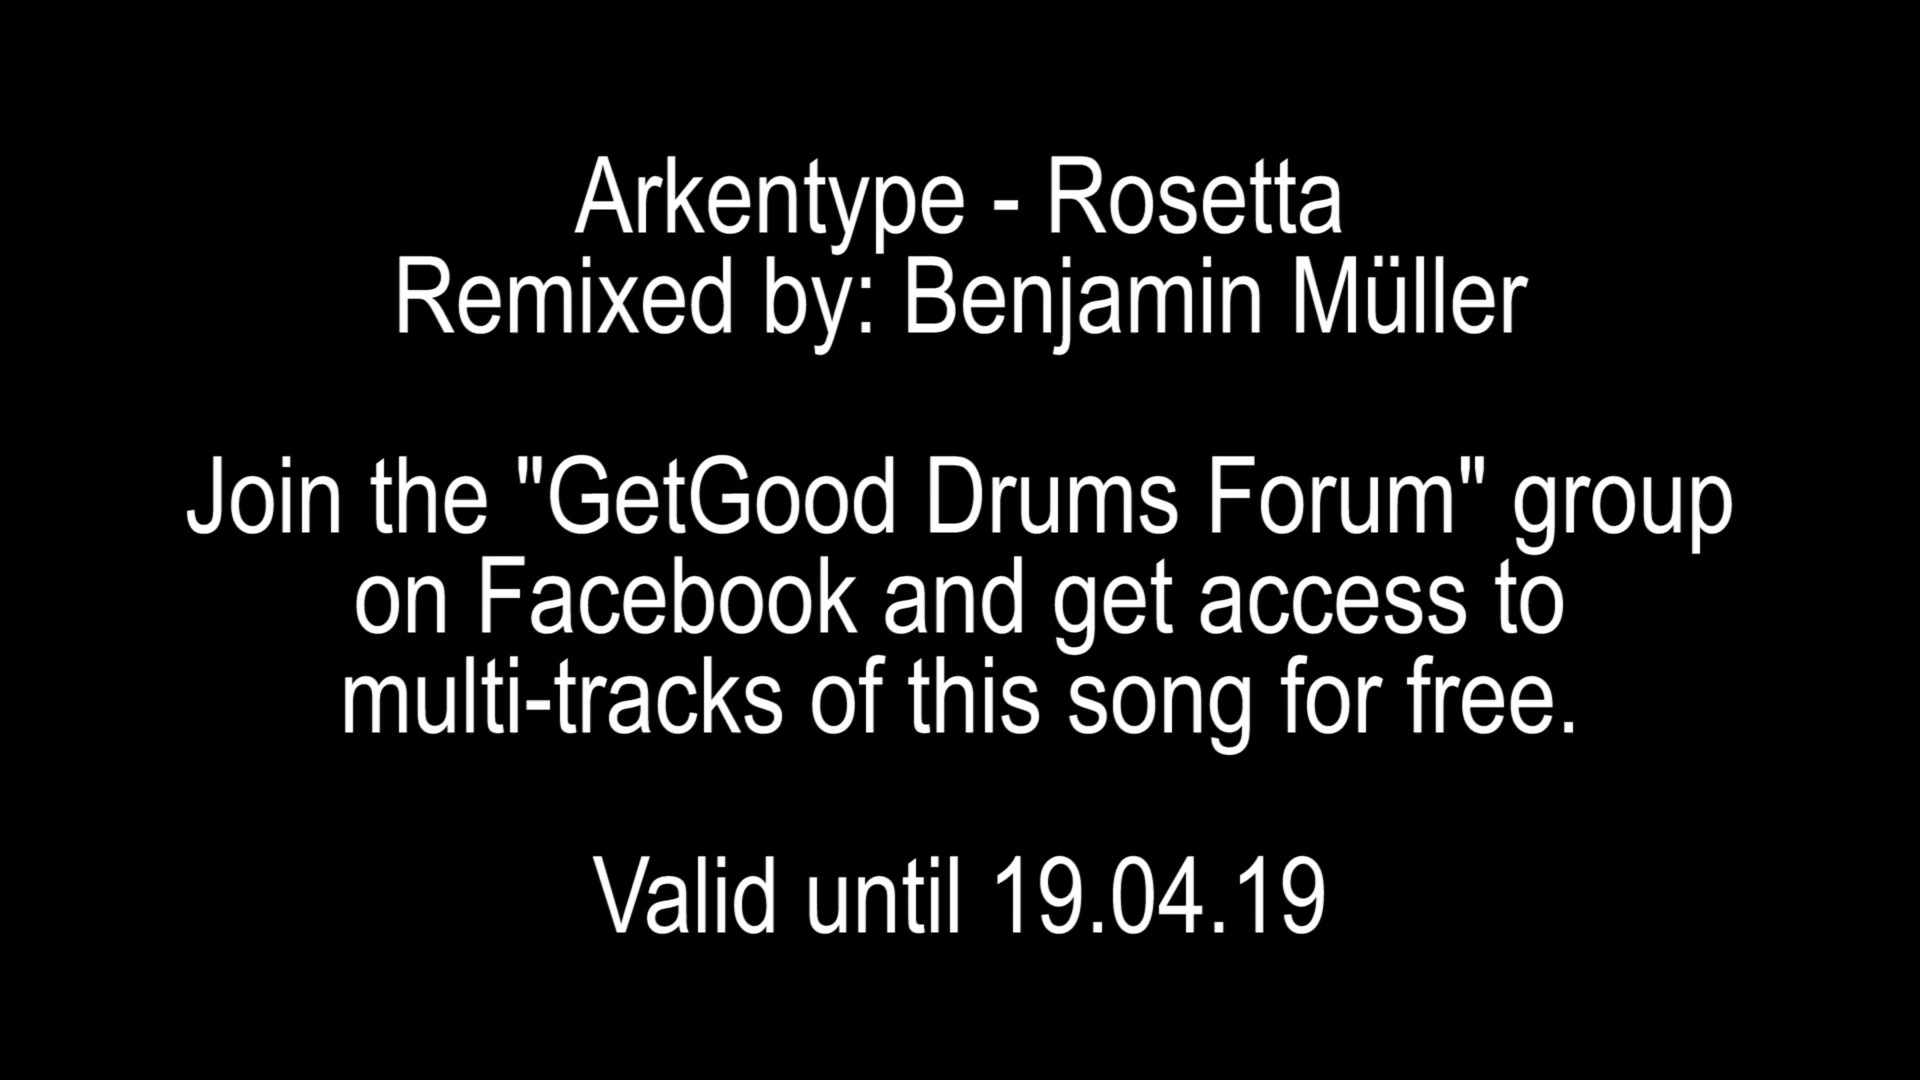 Arkentype - Rosetta
Remixed by: Benjamin Müller
Join the "GetGood Drums Forum" group
on Facebook and get access to
multi-tracks of this song for free.
Valid until 19.04.19